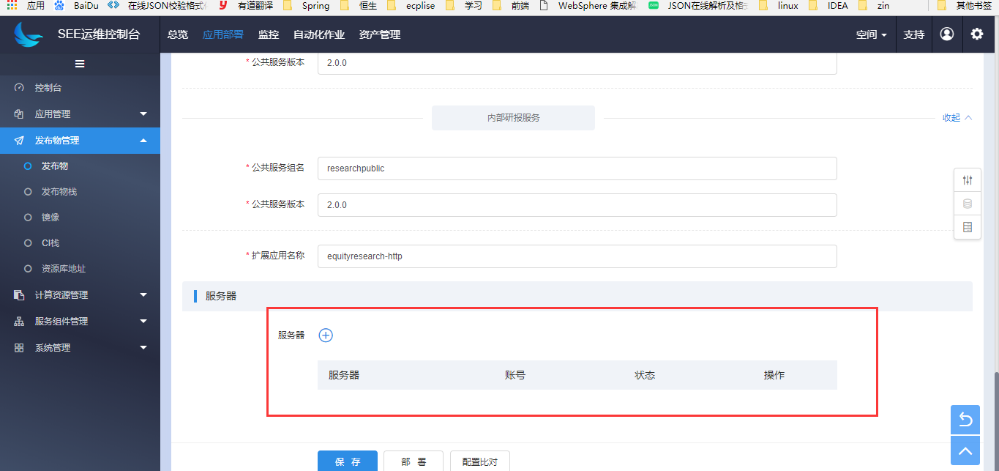 应用 BaiDu 在线JSON校验格式化 有道翻译 Spring 恒生 ecplise 学习 前端 WebSphere 集成解 JSON在线解析及格式 linux IDEA zin 其他书签
SEE运维控制台 总览 应用部署 监控 自动化作业 资产管理 空间 支持
控制台
应用管理
发布物管理
发布物
发布物栈
镜像
CI栈
资源库地址
计算资源管理
服务组件管理
系统管理
* 公共服务版本 2.0.0
内部研报服务 收起
* 公共服务组名 researchpublic
* 公共服务版本 2.0.0
* 扩展应用名称 equityresearch-http
服务器
服务器
服务器 账号 状态 操作
保 存 部 署 配置比对